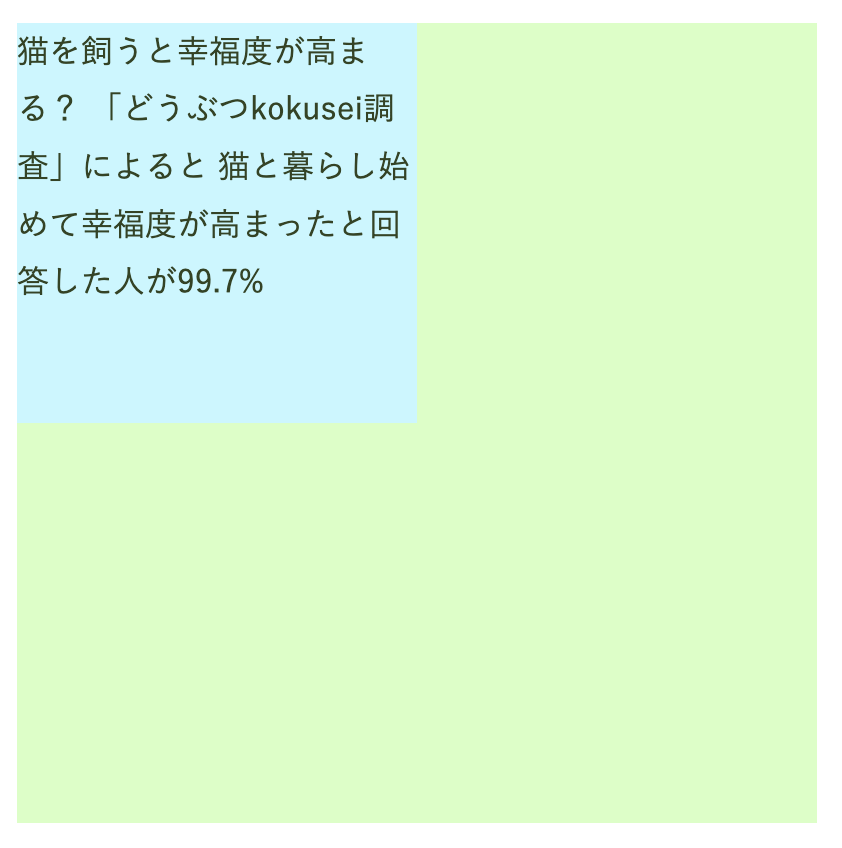 猫を飼うと幸福度が高ま
る？ 「どうぶつkokusei調
査」によると 猫と暮らし始
めて幸福度が高まったと回
答した人が99.7%